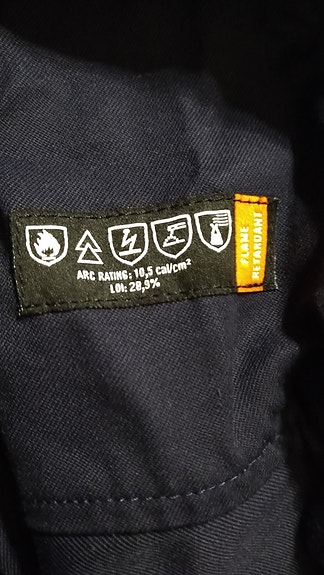 ARC RATING: 10,5 cal/cm²
LOI: 28,9%
FLAME
RETARDANT